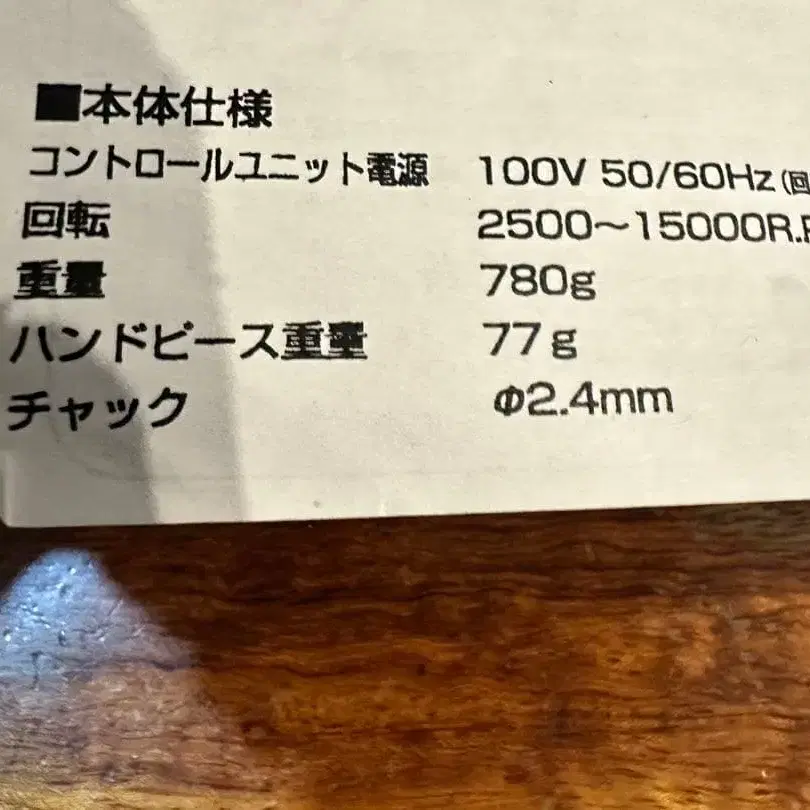 ■本体仕様
コントロールユニット電源 100V 50/60Hz(回
回転 2500~15000R.
重量 780g
ハンドピース重量 77g
チャック Φ2.4mm